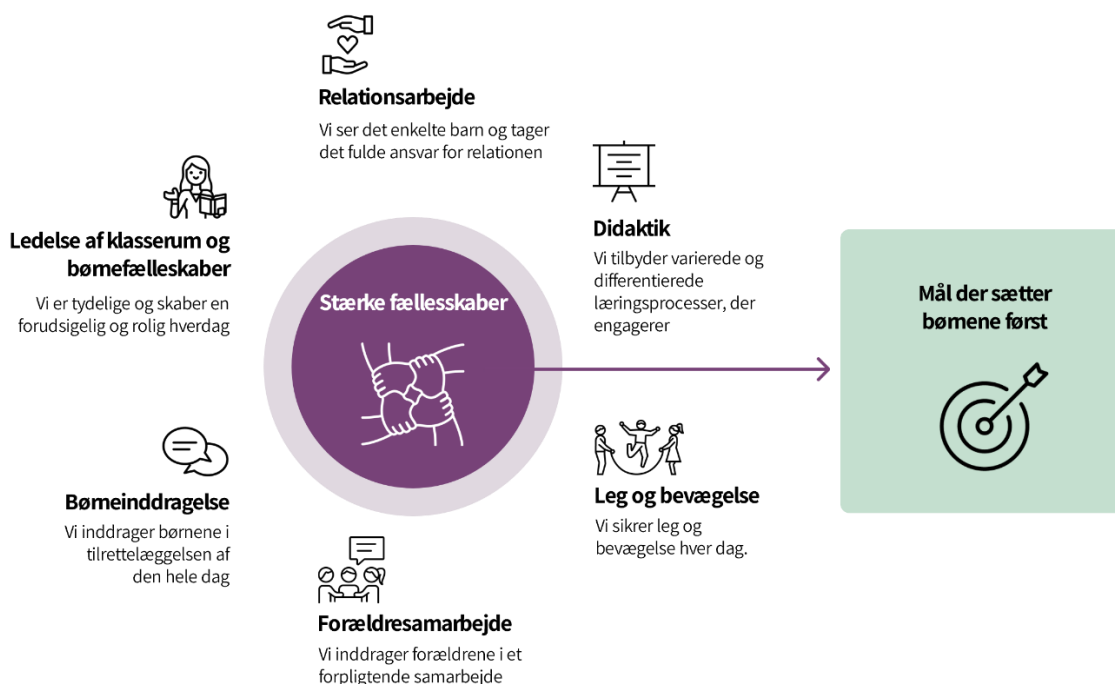 Relationsarbejde
Vi ser det enkelte barn og tager
det fulde ansvar for relationen
Didaktik
Vi tilbyder varierede og
differentierede
læringsprocesser, der
engagerer
Ledelse af klasserum og
børnefælleskaber
Vi er tydelige og skaber en
forudsigelig og rolig hverdag
Stærke fællesskaber
Mål der sætter
børnene først
Børneinddragelse
Vi inddrager børnene i
tilrettelæggelsen af
den hele dag
Leg og bevægelse
Vi sikrer leg og
bevægelse hver dag.
Forældresamarbejde
Vi inddrager forældrene i et
forpligtende samarbejde